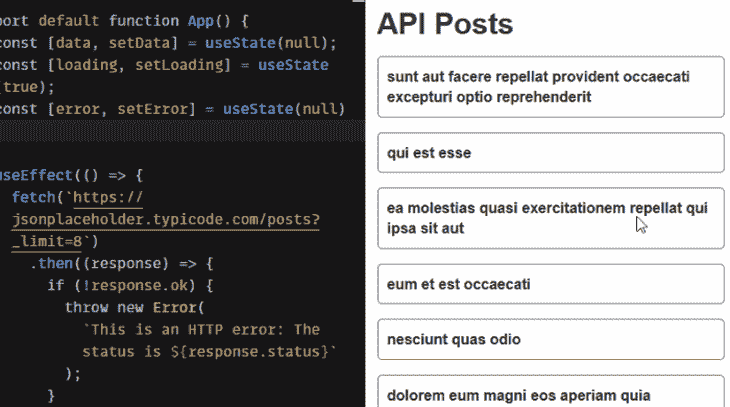 port default function App() {
const [data, setData] = useState(null);
const [loading, setLoading] = useState
(true);
const [error, setError] = useState(null)
useEffect(() => {
fetch(`https://
jsonplaceholder.typicode.com/posts?
_limit=8`)
.then((response) => {
if (!response.ok) {
throw new Error(
`This is an HTTP error: The
status is ${response.status}`
);
}
API Posts
sunt aut facere repellat provident occaecati
excepturi optio reprehenderit
qui est esse
ea molestias quasi exercitationem repellat qui
ipsa sit aut
eum et est occaecati
nesciunt quas odio
dolorem eum magni eos aperiam quia